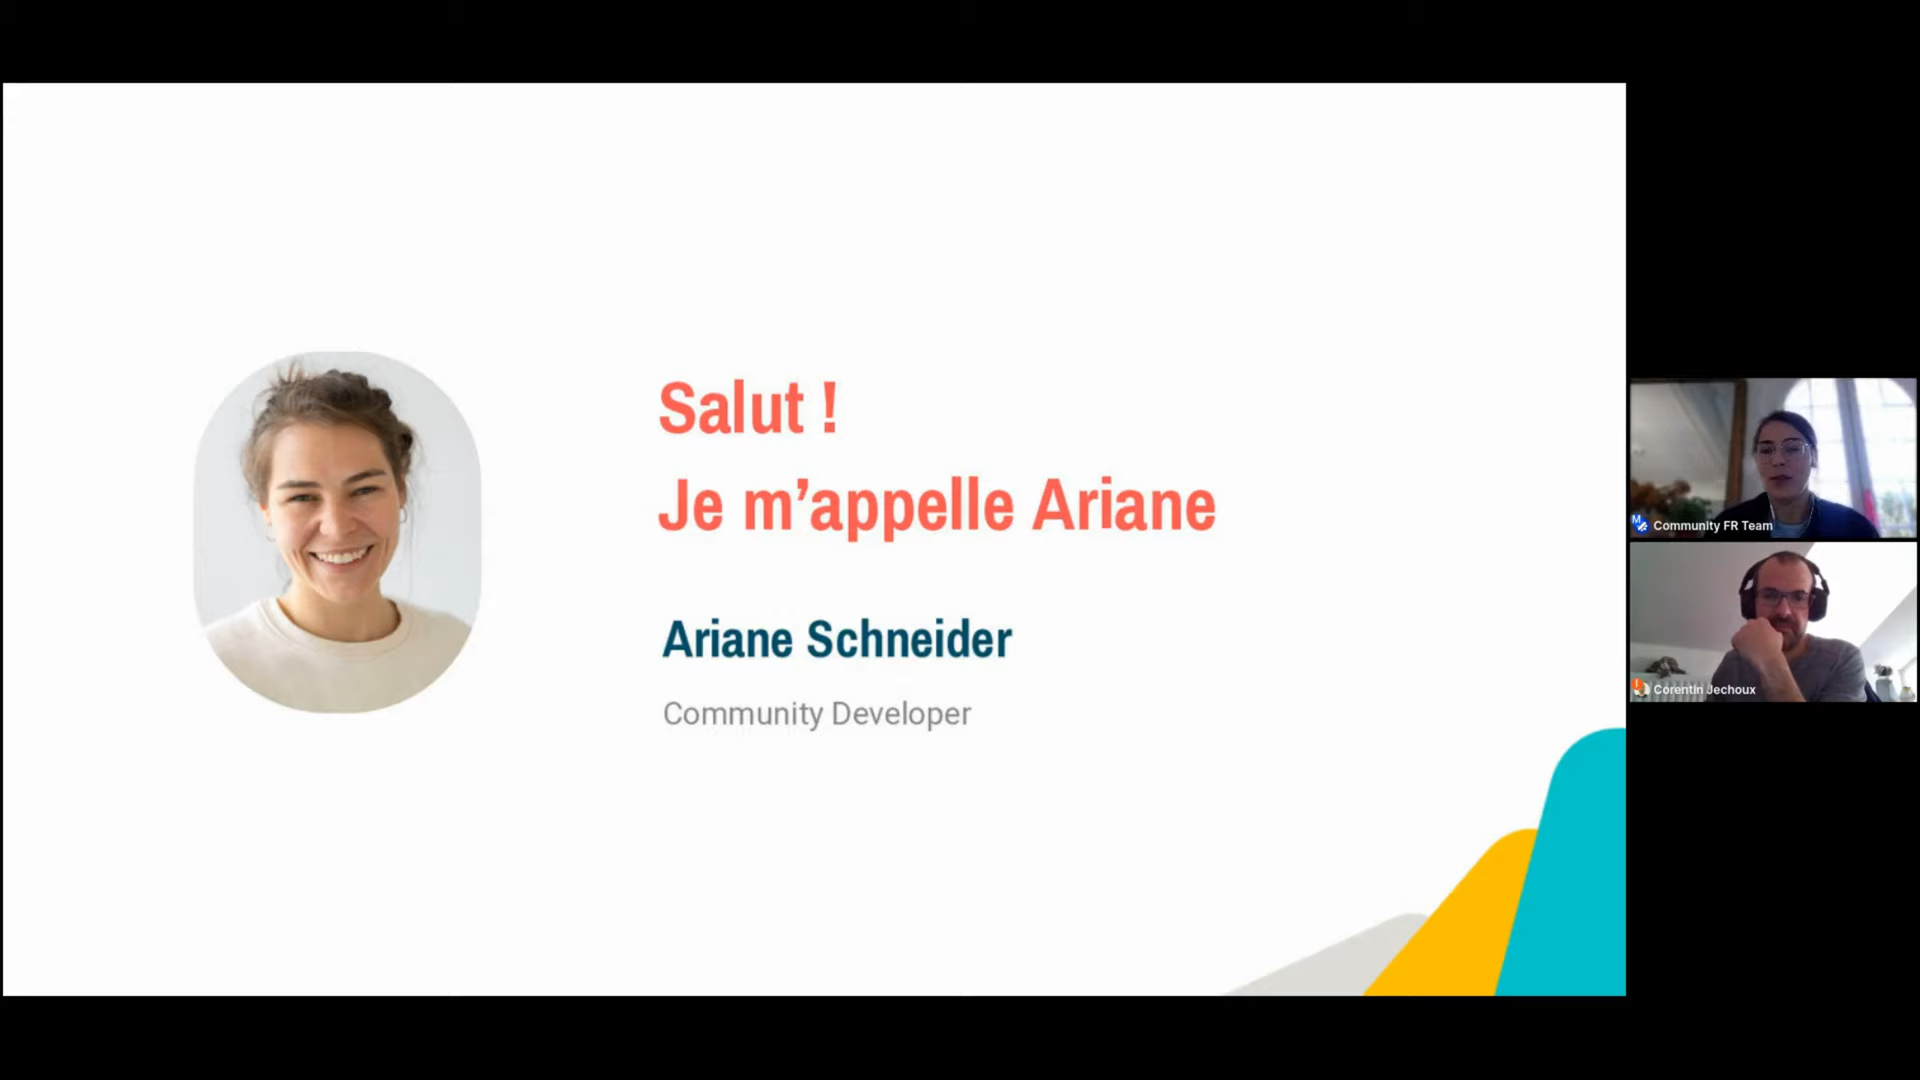 Salut !
Je m’appelle Ariane
Ariane Schneider
Community Developer
Community FR Team
Corentin Jechoux